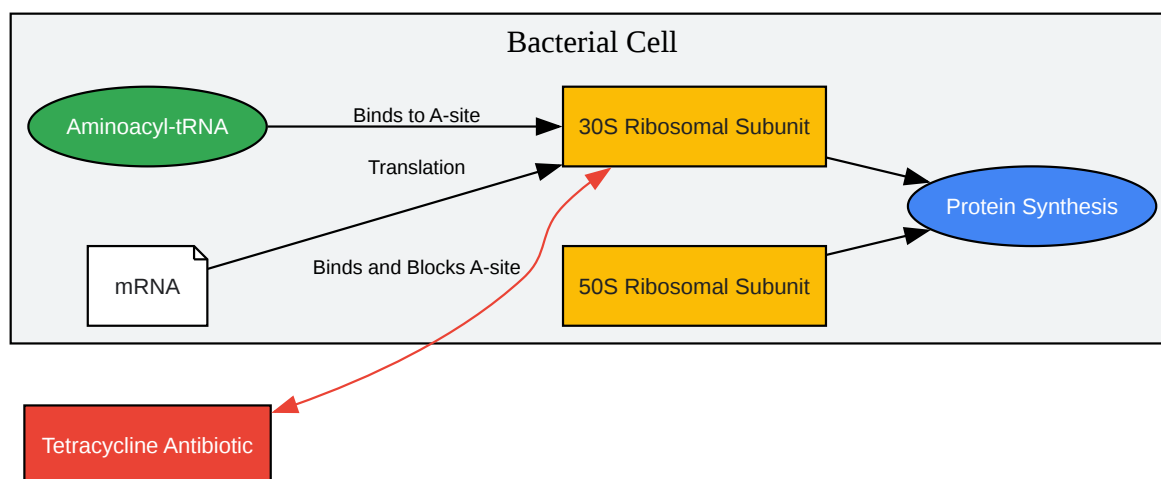 Bacterial Cell
Aminoacyl-tRNA
Binds to A-site
30S Ribosomal Subunit
Translation
Protein Synthesis
mRNA
Binds and Blocks A-site
50S Ribosomal Subunit
Tetracycline Antibiotic